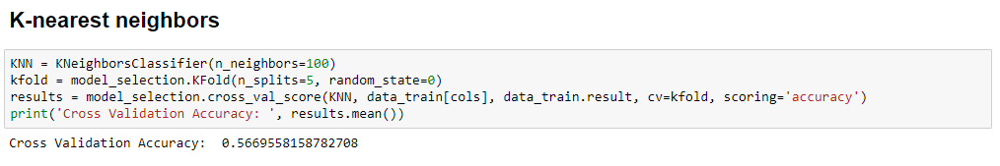 K-nearest neighbors
KNN = KNeighborsClassifier(n_neighbors=100)
kfold = model_selection.KFold(n_splits=5, random_state=0)
results = model_selection.cross_val_score(KNN, data_train[cols], data_train.result, cv=kfold, scoring='accuracy')
print('Cross Validation Accuracy: ', results.mean())
Cross Validation Accuracy:  0.5669558158782708